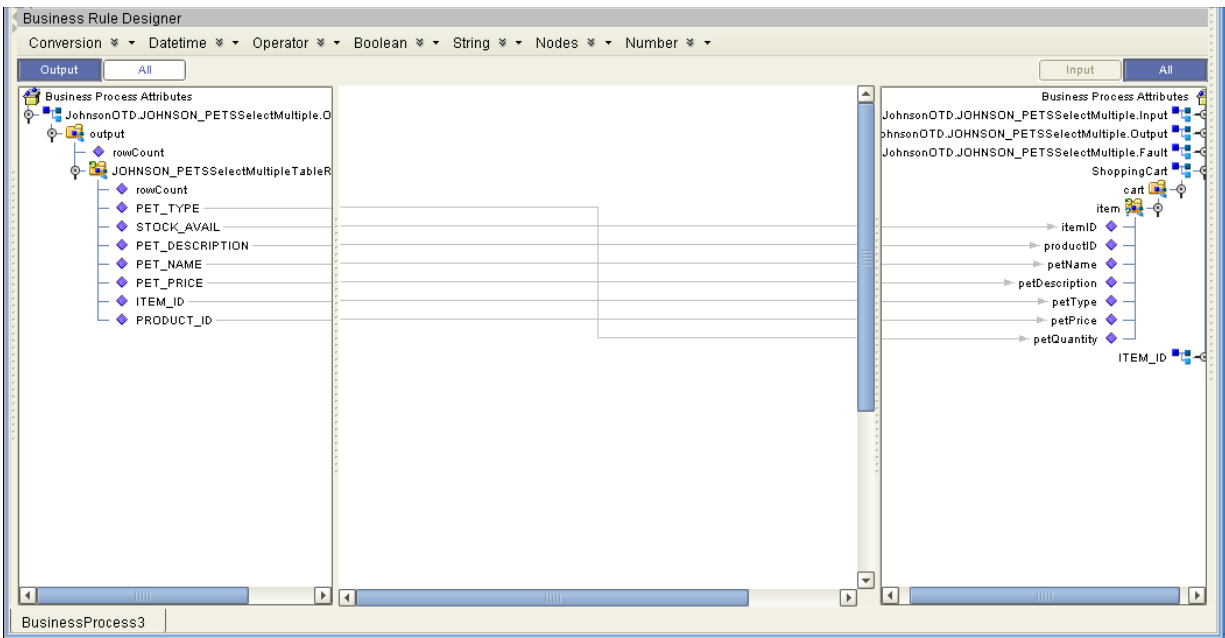 Business Rule Designer
Conversion Datetime Operator Boolean String Nodes Number
Output All Input All
Business Process Attributes
JohnsonOTD.JOHNSON_PETSSelectMultiple.O
output
rowCount
JOHNSON_PETSSelectMultipleTableR
rowCount
PET_TYPE
STOCK_AVAIL
PET_DESCRIPTION
PET_NAME
PET_PRICE
ITEM_ID
PRODUCT_ID
Business Process Attributes
JohnsonOTD.JOHNSON_PETSSelectMultiple.Input
ohnsonOTD.JOHNSON_PETSSelectMultiple.Output
JohnsonOTD.JOHNSON_PETSSelectMultiple.Fault
ShoppingCart
cart
item
itemID
productID
petName
petDescription
petType
petPrice
petQuantity
ITEM_ID
BusinessProcess3